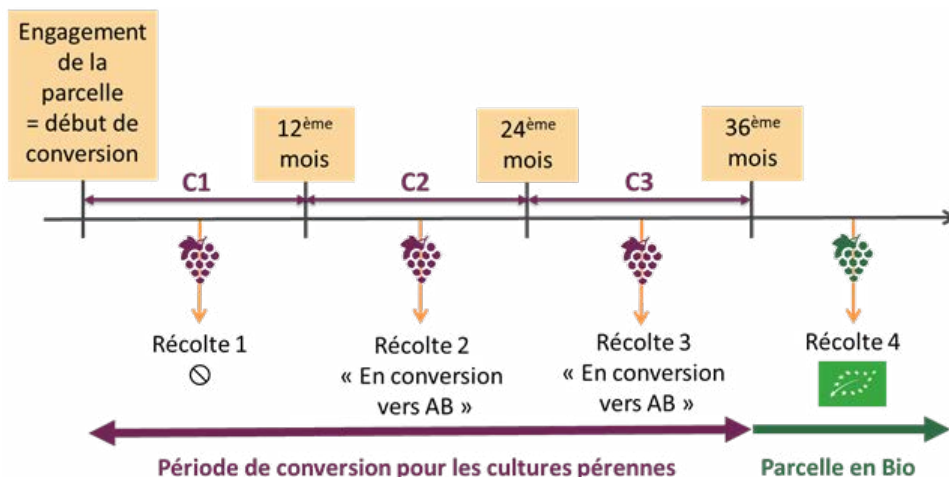 Engagement
de la
parcelle
= début de
conversion
12ème
mois
24ème
mois
36ème
mois
C1
C2
C3
Récolte 1
Récolte 2
« En conversion
vers AB »
Récolte 3
« En conversion
vers AB »
Récolte 4
Période de conversion pour les cultures pérennes
Parcelle en Bio